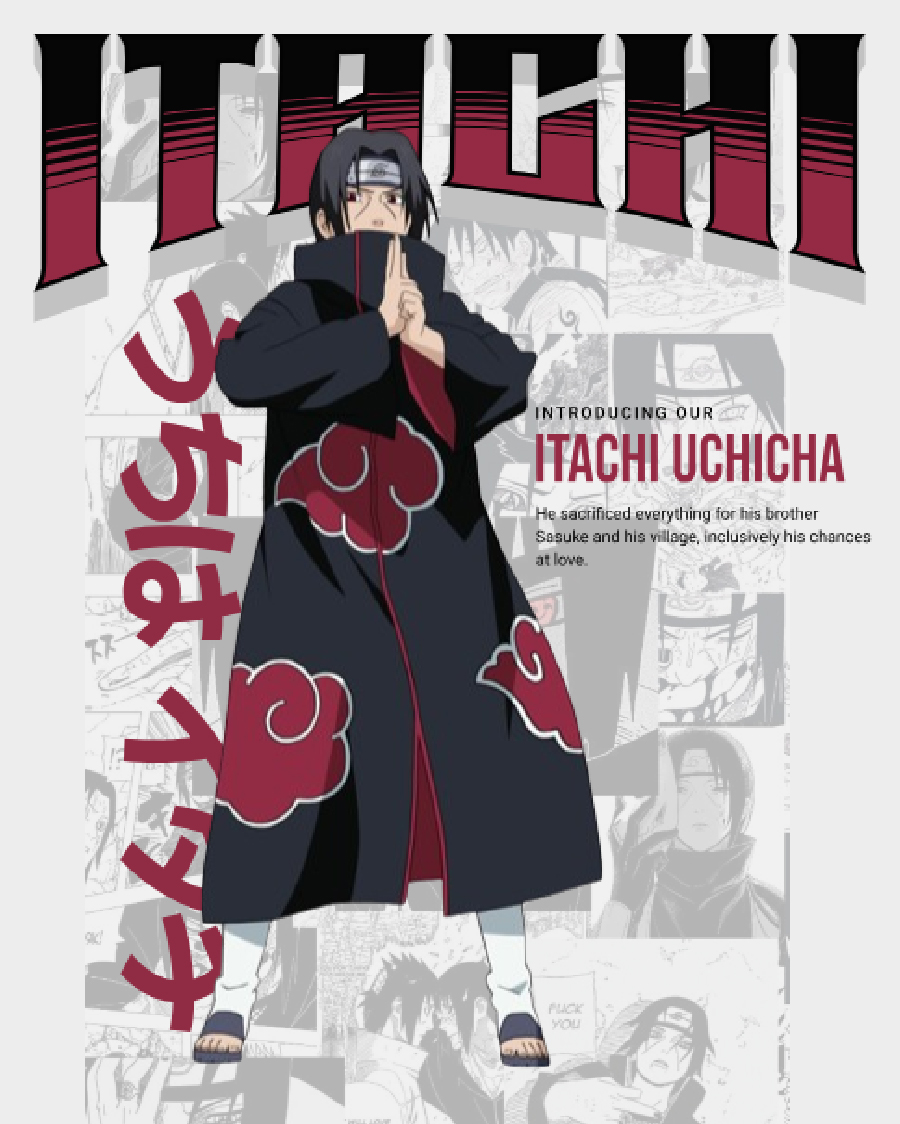 ITACHI
うちは イタチ
INTRODUCING OUR
ITACHI UCHICHA
He sacrificed everything for his brother
Sasuke and his village, inclusively his chances
at love.
FUCK
YOU